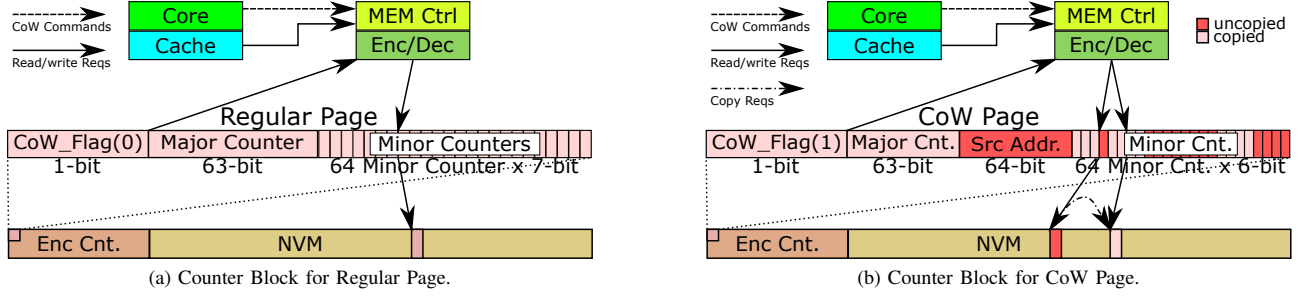 CoW Commands
Read/write Reqs
Core
Cache
MEM Ctrl
Enc/Dec
Regular Page
CoW_Flag(0)
Major Counter
Minor Counters
1-bit
63-bit
64 Minor Counter x 7-bit
Enc Cnt.
NVM
(a) Counter Block for Regular Page.
CoW Commands
Read/write Reqs
Copy Reqs
Core
Cache
MEM Ctrl
Enc/Dec
uncopied
copied
CoW Page
CoW_Flag(1)
Major Cnt.
Src Addr.
Minor Cnt.
1-bit
63-bit
64-bit
64 Minor Cnt. x 6-bit
Enc Cnt.
NVM
(b) Counter Block for CoW Page.